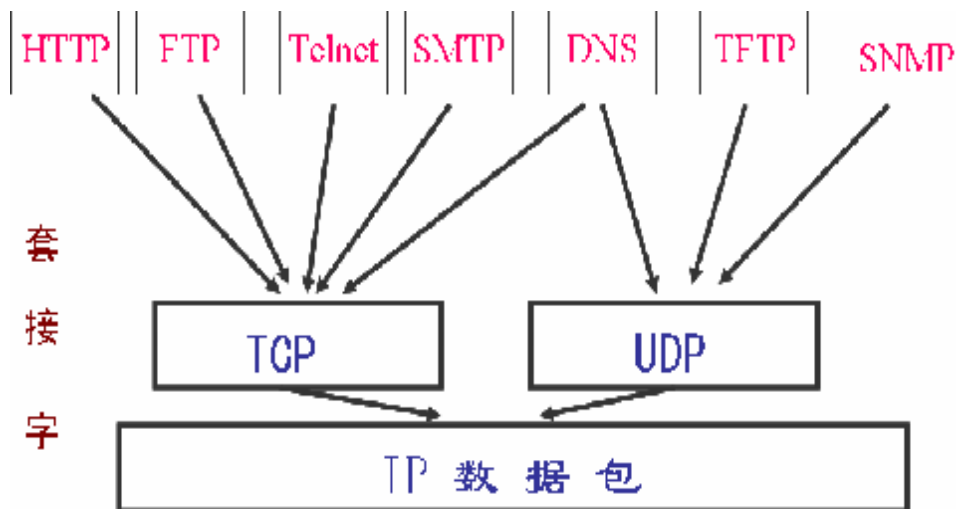 HTTP FTP Telnet SMTP DNS TFTP SNMP
套接字
TCP UDP
IP 数据包